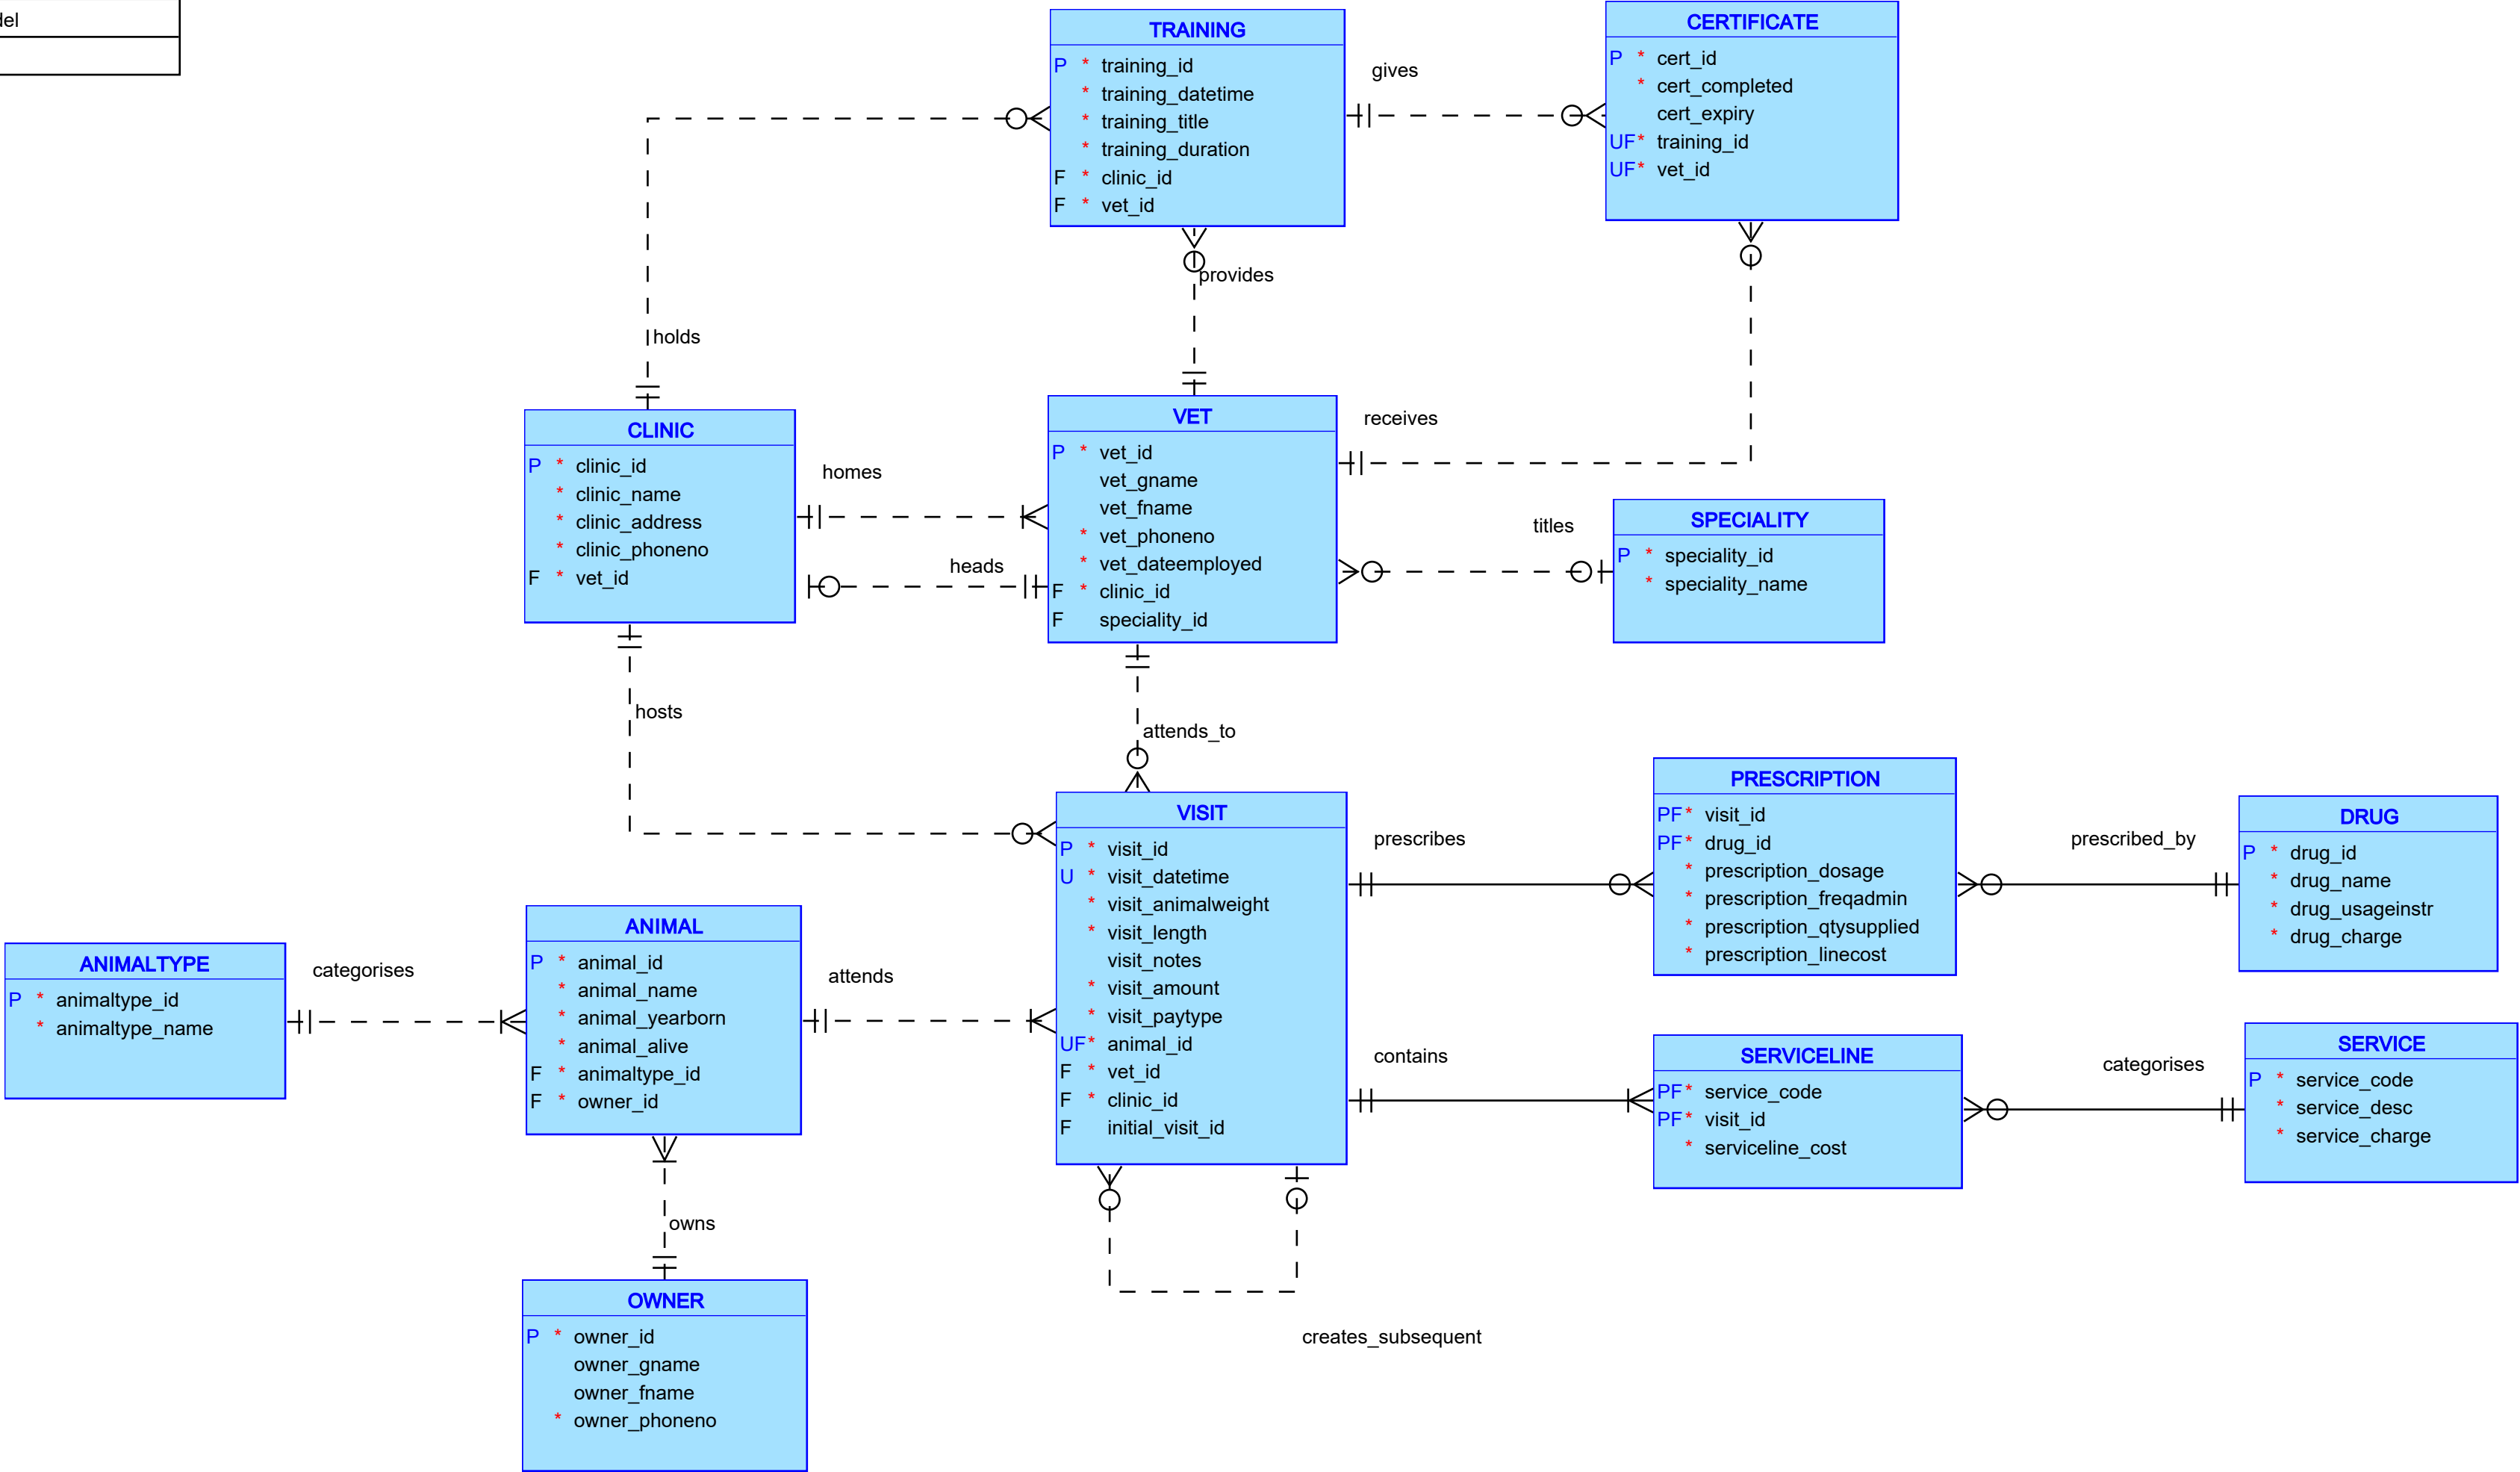 del
TRAINING
P * training_id
* training_datetime
* training_title
* training_duration
F * clinic_id
F * vet_id
gives
CERTIFICATE
P * cert_id
* cert_completed
cert_expiry
UF* training_id
UF* vet_id
provides
holds
CLINIC
P * clinic_id
* clinic_name
* clinic_address
* clinic_phoneno
F * vet_id
homes
heads
VET
P * vet_id
vet_gname
vet_fname
* vet_phoneno
* vet_dateemployed
F * clinic_id
F speciality_id
receives
titles
SPECIALITY
P * speciality_id
* speciality_name
hosts
attends_to
VISIT
P * visit_id
U * visit_datetime
* visit_animalweight
* visit_length
visit_notes
* visit_amount
* visit_paytype
UF* animal_id
F * vet_id
F * clinic_id
F initial_visit_id
prescribes
PRESCRIPTION
PF* visit_id
PF* drug_id
* prescription_dosage
* prescription_freqadmin
* prescription_qtysupplied
* prescription_linecost
prescribed_by
DRUG
P * drug_id
* drug_name
* drug_usageinstr
* drug_charge
ANIMALTYPE
P * animaltype_id
* animaltype_name
categorises
ANIMAL
P * animal_id
* animal_name
* animal_yearborn
* animal_alive
F * animaltype_id
F * owner_id
attends
contains
SERVICELINE
PF* service_code
PF* visit_id
* serviceline_cost
categorises
SERVICE
P * service_code
* service_desc
* service_charge
owns
OWNER
P * owner_id
owner_gname
owner_fname
* owner_phoneno
creates_subsequent